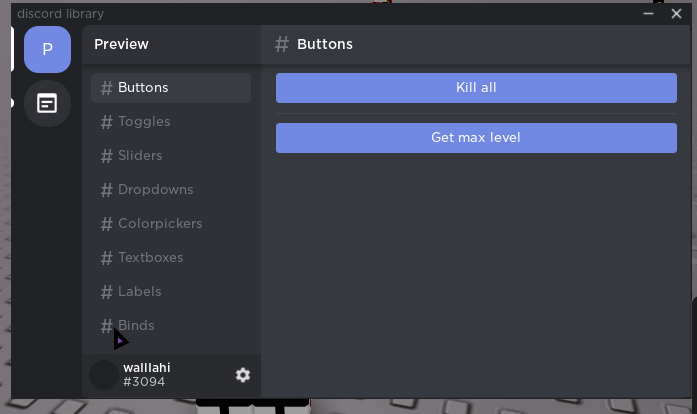 discord library
P
Preview
# Buttons
# Toggles
# Sliders
# Dropdowns
# Colorpickers
# Textboxes
# Labels
# Binds
walllahi
#3094
# Buttons
Kill all
Get max level